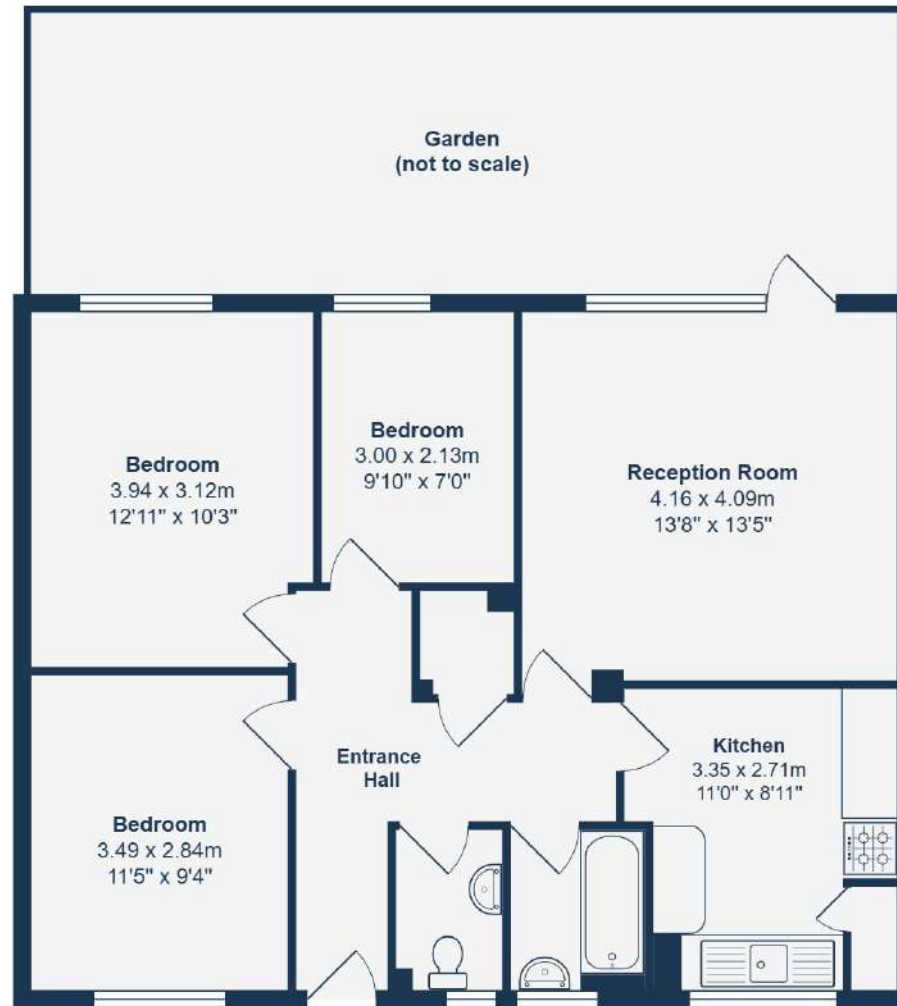 Garden
(not to scale)
Bedroom
3.94 x 3.12m
12'11" x 10'3"
Bedroom
3.00 x 2.13m
9'10" x 7'0"
Reception Room
4.16 x 4.09m
13'8" x 13'5"
Entrance
Hall
Kitchen
3.35 x 2.71m
11'0" x 8'11"
Bedroom
3.49 x 2.84m
11'5" x 9'4"